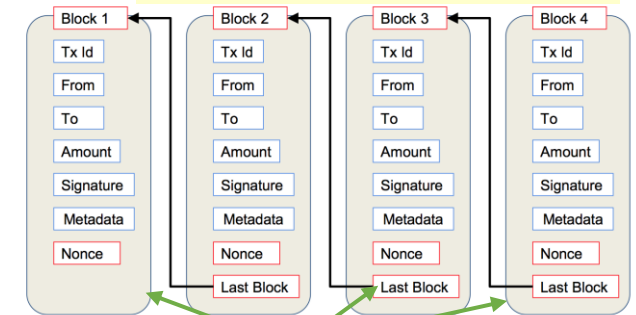 Block 1
Tx Id
From
To
Amount
Signature
Metadata
Nonce
Block 2
Tx Id
From
To
Amount
Signature
Metadata
Nonce
Last Block
Block 3
Tx Id
From
To
Amount
Signature
Metadata
Nonce
Last Block
Block 4
Tx Id
From
To
Amount
Signature
Metadata
Nonce
Last Block